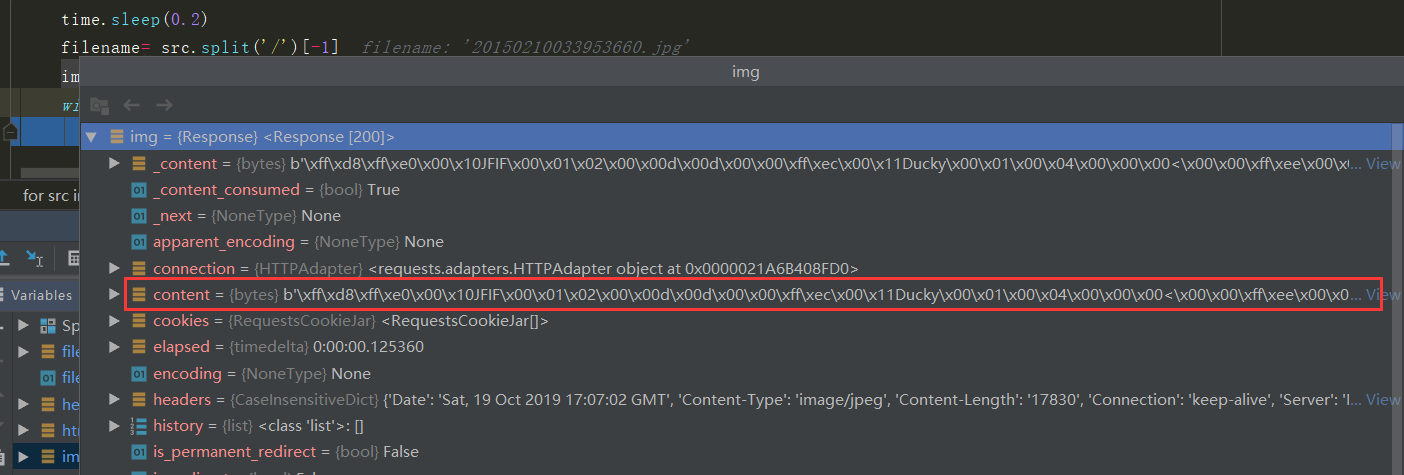 time.sleep(0.2)
filename= src.split('/')[-1] filename: '20150210033953660.jpg'
im
img
wi
img = {Response} <Response [200]>
_content = {bytes} b'\xff\xd8\xff\xe0\x00\x10JFIF\x00\x01\x02\x00\x00d\x00d\x00\x00\xff\xec\x00\x11Ducky\x00\x01\x00\x04\x00\x00\x00<\x00\x00\xff\xee\x00\x0... View
_content_consumed = {bool} True
_next = {NoneType} None
for src in
apparent_encoding = {NoneType} None
connection = {HTTPAdapter} <requests.adapters.HTTPAdapter object at 0x0000021A6B408FD0>
Variables
content = {bytes} b'\xff\xd8\xff\xe0\x00\x10JFIF\x00\x01\x02\x00\x00d\x00d\x00\x00\xff\xec\x00\x11Ducky\x00\x01\x00\x04\x00\x00\x00<\x00\x00\xff\xee\x00\x0... View
Sp
cookies = {RequestsCookieJar} <RequestsCookieJar[]>
file
elapsed = {timedelta} 0:00:00.125360
file
encoding = {NoneType} None
he
headers = {CaseInsensitiveDict} {'Date': 'Sat, 19 Oct 2019 17:07:02 GMT', 'Content-Type': 'image/jpeg', 'Content-Length': '17830', 'Connection': 'keep-alive', 'Server': 'I... View
htn
history = {list} <class 'list'>: []
im
is_permanent_redirect = {bool} False